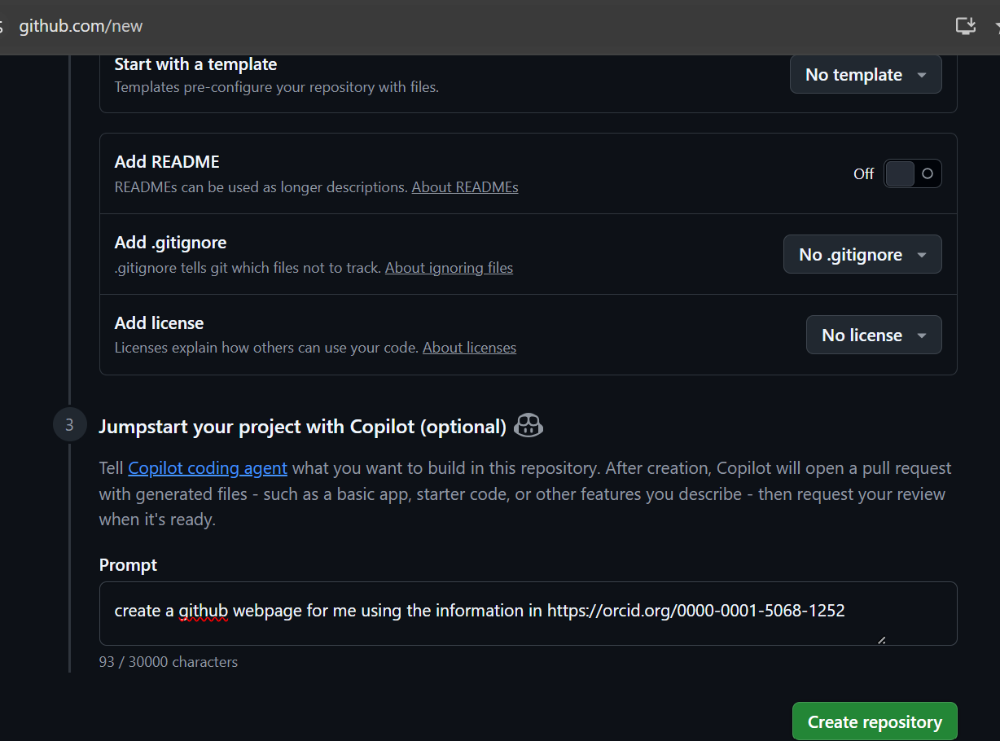 github.com/new
Start with a template
Templates pre-configure your repository with files.
No template
Add README
READMEs can be used as longer descriptions. About READMEs
Off
Add .gitignore
.gitignore tells git which files not to track. About ignoring files
No .gitignore
Add license
Licenses explain how others can use your code. About licenses
No license
3
Jumpstart your project with Copilot (optional)
Tell Copilot coding agent what you want to build in this repository. After creation, Copilot will open a pull request
with generated files - such as a basic app, starter code, or other features you describe - then request your review
when it's ready.
Prompt
create a github webpage for me using the information in https://orcid.org/0000-0001-5068-1252
93 / 30000 characters
Create repository